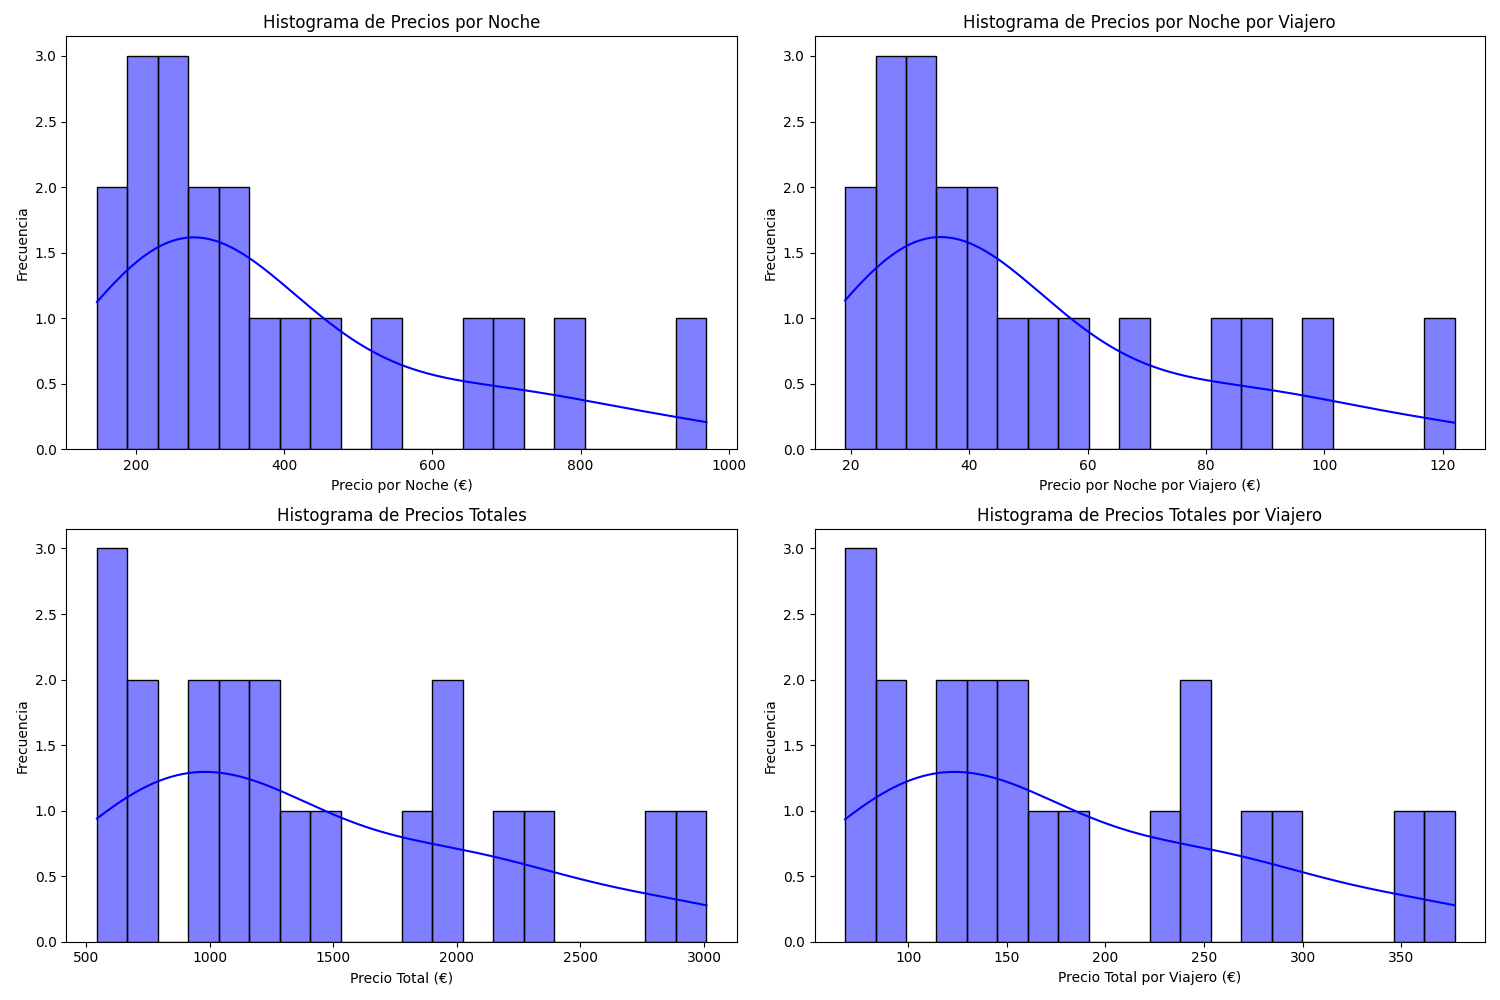 Histograma de Precios por Noche
3.0
2.5
2.0
1.5
1.0
0.5
0.0
Frecuencia
200 400 600 800 1000
Precio por Noche (€)
Histograma de Precios por Noche por Viajero
3.0
2.5
2.0
1.5
1.0
0.5
0.0
Frecuencia
20 40 60 80 100 120
Precio por Noche por Viajero (€)
Histograma de Precios Totales
3.0
2.5
2.0
1.5
1.0
0.5
0.0
Frecuencia
500 1000 1500 2000 2500 3000
Precio Total (€)
Histograma de Precios Totales por Viajero
3.0
2.5
2.0
1.5
1.0
0.5
0.0
Frecuencia
100 150 200 250 300 350
Precio Total por Viajero (€)